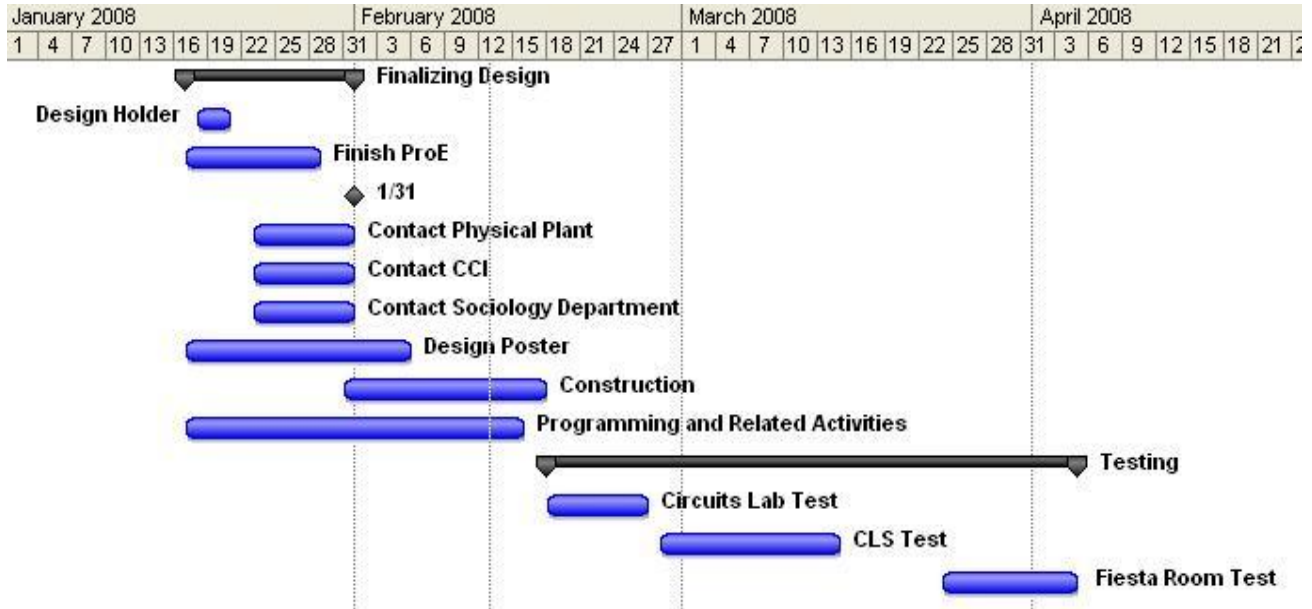 January 2008 February 2008 March 2008 April 2008
1 4 7 10 13 16 19 22 25 28 31 3 6 9 12 15 18 21 24 27 1 4 7 10 13 16 19 22 25 28 31 3 6 9 12 15 18 21
Finalizing Design
Design Holder
Finish ProE
1/31
Contact Physical Plant
Contact CCI
Contact Sociology Department
Design Poster
Construction
Programming and Related Activities
Testing
Circuits Lab Test
CLS Test
Fiesta Room Test